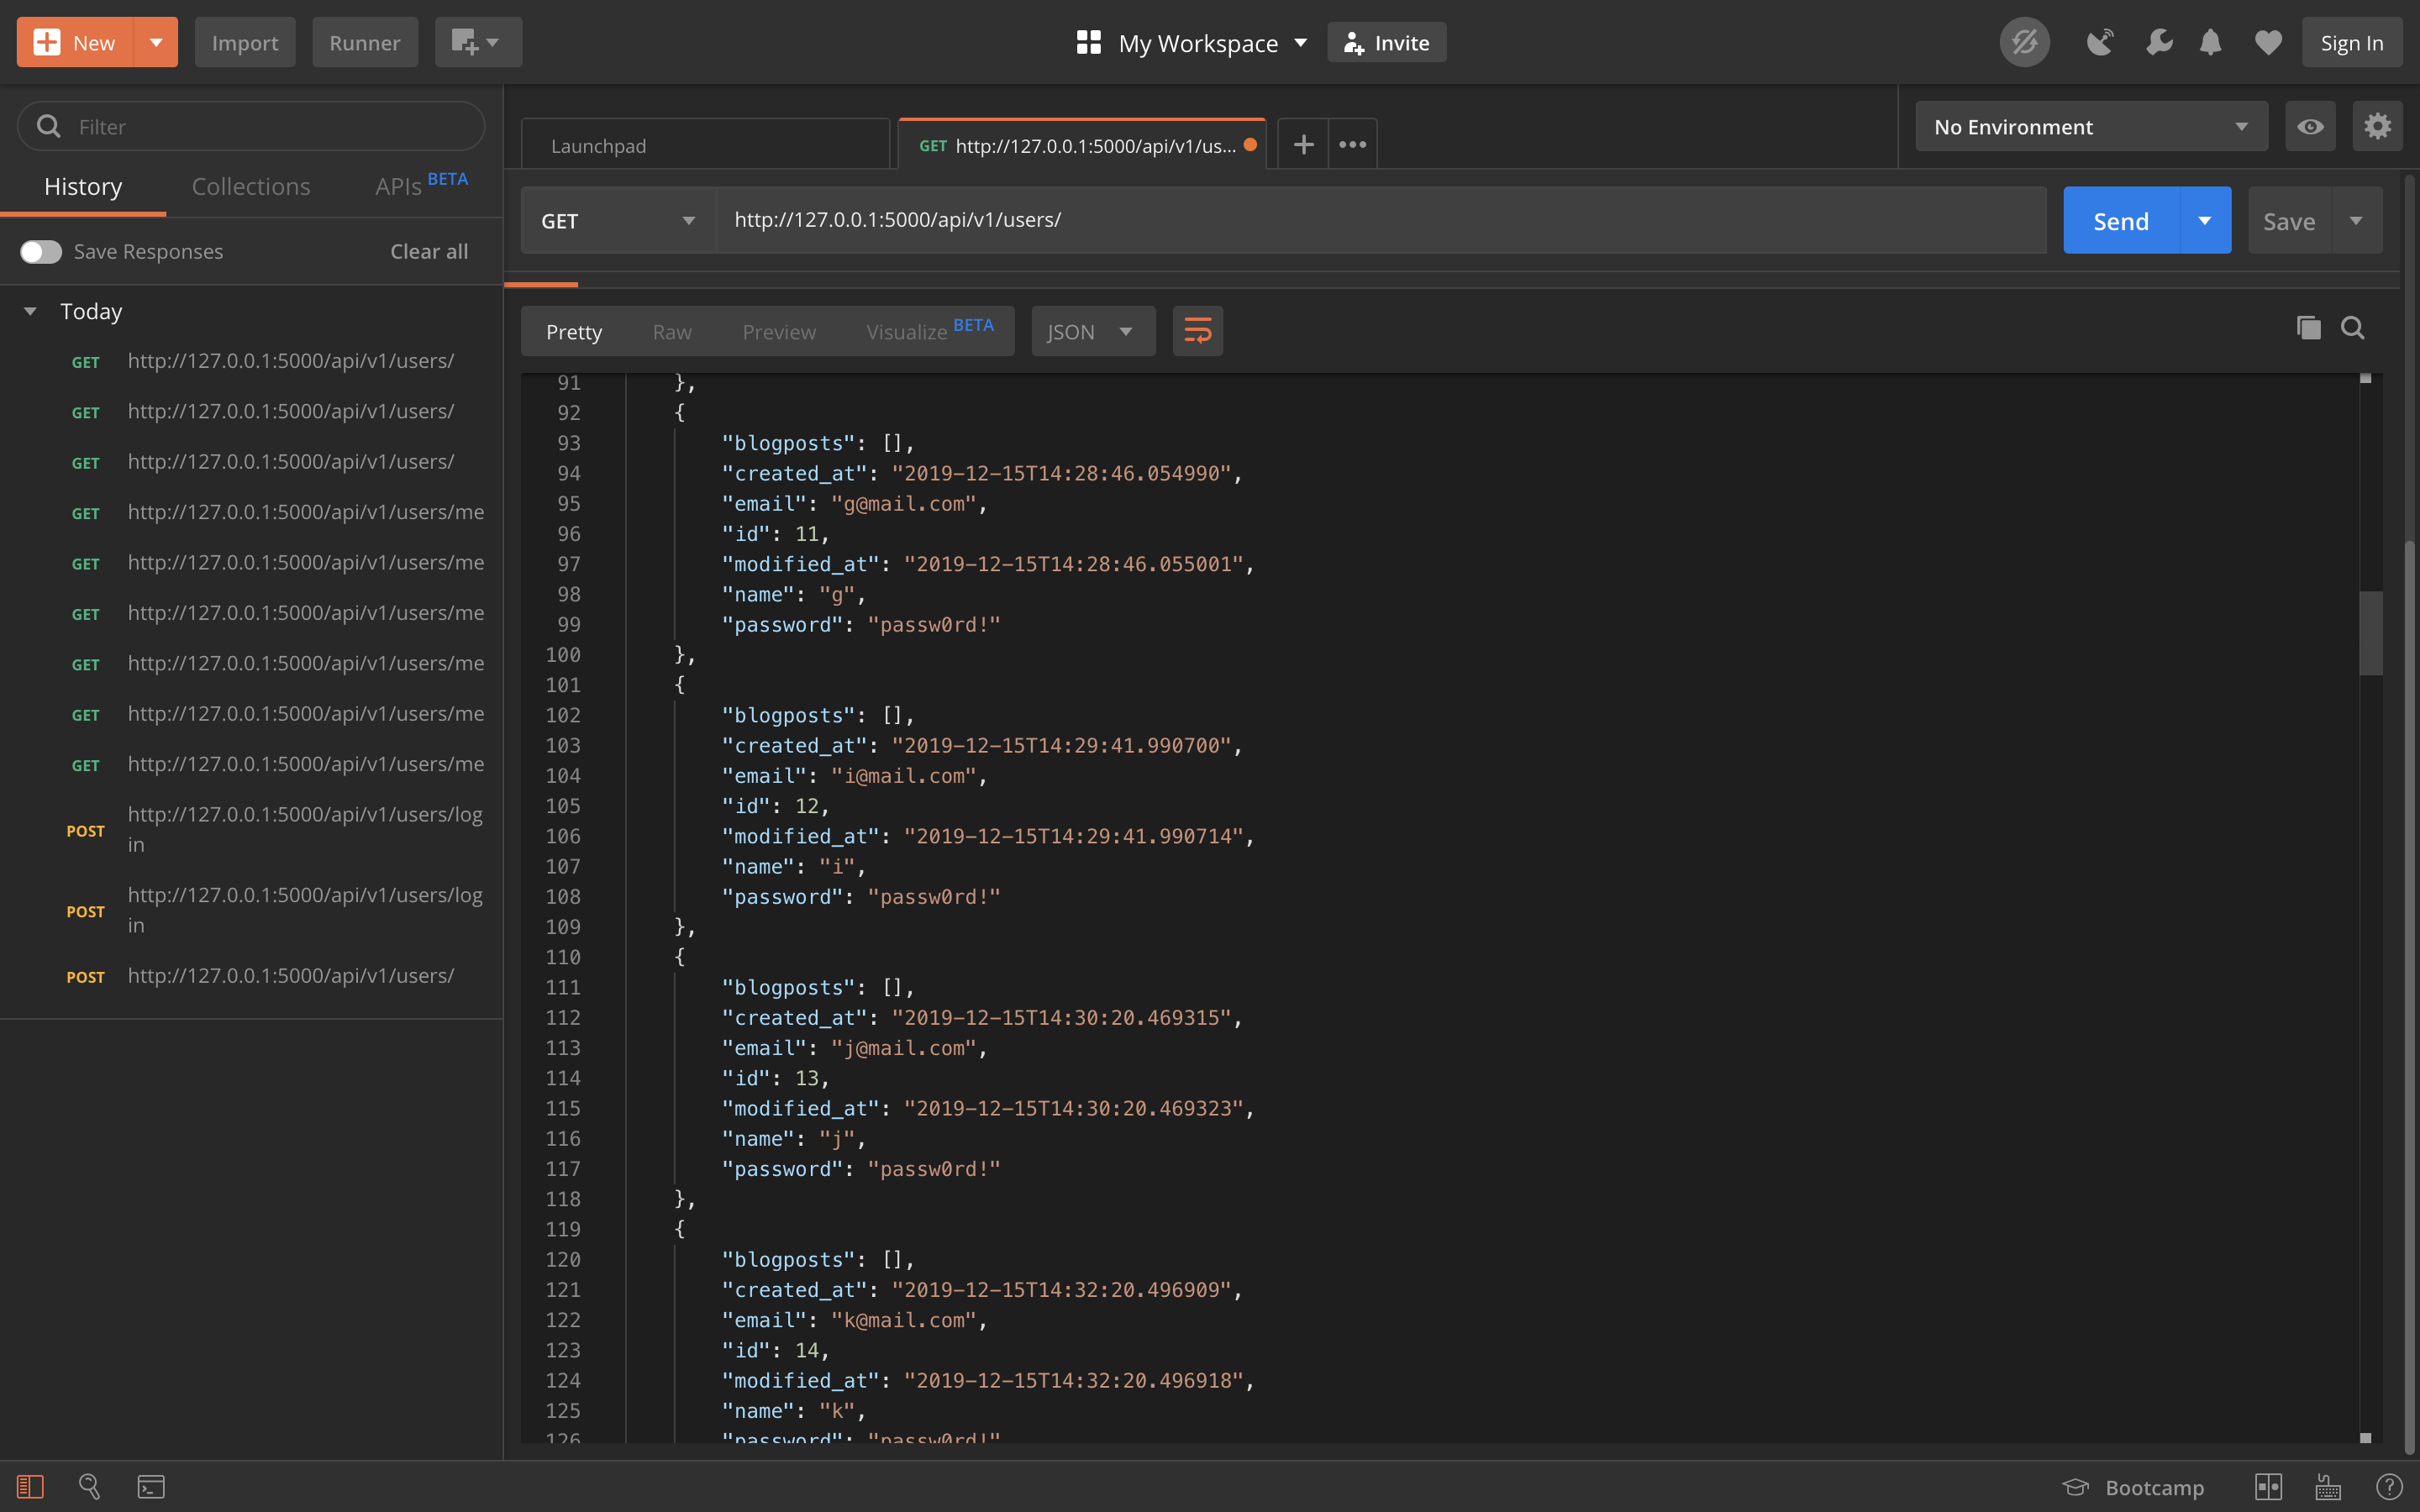 New
Import
Runner
My Workspace
Invite
Sign In
Filter
History
Collections
APIs BETA
Save Responses
Clear all
Today
GET http://127.0.0.1:5000/api/v1/users/
GET http://127.0.0.1:5000/api/v1/users/
GET http://127.0.0.1:5000/api/v1/users/
GET http://127.0.0.1:5000/api/v1/users/me
GET http://127.0.0.1:5000/api/v1/users/me
GET http://127.0.0.1:5000/api/v1/users/me
GET http://127.0.0.1:5000/api/v1/users/me
GET http://127.0.0.1:5000/api/v1/users/me
GET http://127.0.0.1:5000/api/v1/users/me
POST http://127.0.0.1:5000/api/v1/users/log
in
POST http://127.0.0.1:5000/api/v1/users/log
in
POST http://127.0.0.1:5000/api/v1/users/
Launchpad
GET http://127.0.0.1:5000/api/v1/us...
No Environment
GET
http://127.0.0.1:5000/api/v1/users/
Send
Save
Pretty
Raw
Preview
Visualize BETA
JSON
91 },
92 {
93 "blogposts": [],
94 "created_at": "2019-12-15T14:28:46.054990",
95 "email": "g@mail.com",
96 "id": 11,
97 "modified_at": "2019-12-15T14:28:46.055001",
98 "name": "g",
99 "password": "passw0rd!"
100 },
101 {
102 "blogposts": [],
103 "created_at": "2019-12-15T14:29:41.990700",
104 "email": "i@mail.com",
105 "id": 12,
106 "modified_at": "2019-12-15T14:29:41.990714",
107 "name": "i",
108 "password": "passw0rd!"
109 },
110 {
111 "blogposts": [],
112 "created_at": "2019-12-15T14:30:20.469315",
113 "email": "j@mail.com",
114 "id": 13,
115 "modified_at": "2019-12-15T14:30:20.469323",
116 "name": "j",
117 "password": "passw0rd!"
118 },
119 {
120 "blogposts": [],
121 "created_at": "2019-12-15T14:32:20.496909",
122 "email": "k@mail.com",
123 "id": 14,
124 "modified_at": "2019-12-15T14:32:20.496918",
125 "name": "k",
126 "password": "passw0rd!"
Bootcamp